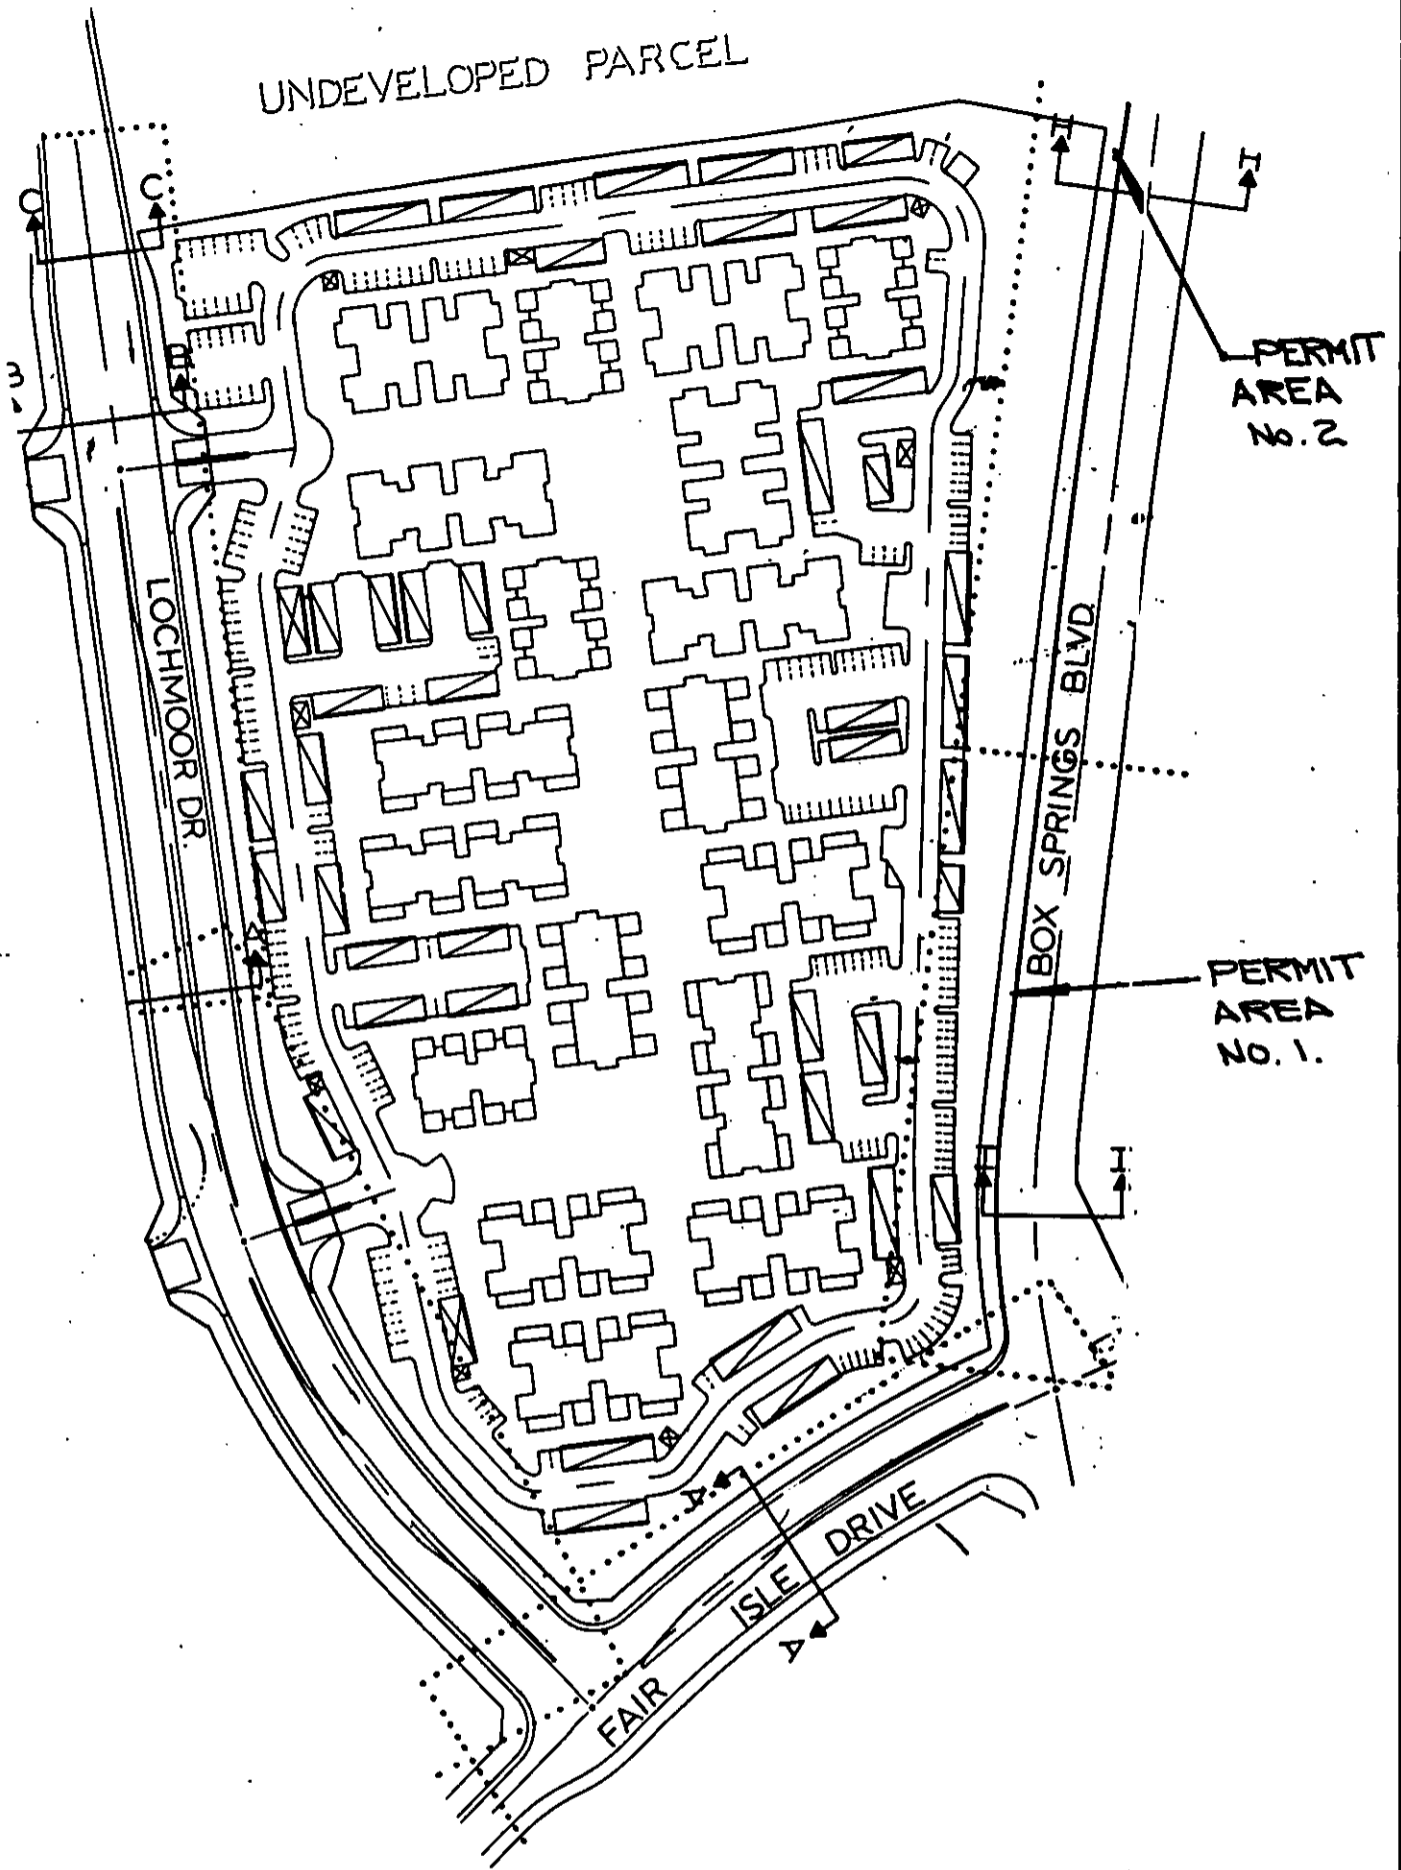 UNDEVELOPED PARCEL
C C
H H
B B
PERMIT
AREA
No. 2
LOCHMOOR DR.
BOX SPRINGS BLVD.
A
PERMIT
AREA
No. 1.
H H
A
FAIR ISLE DRIVE
A